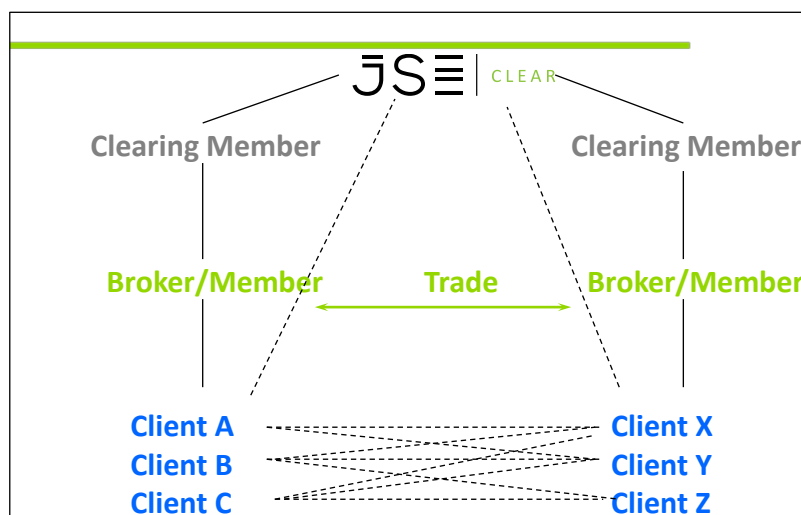 JSE CLEAR
Clearing Member Clearing Member
Broker/Member Trade Broker/Member
Client A Client X
Client B Client Y
Client C Client Z